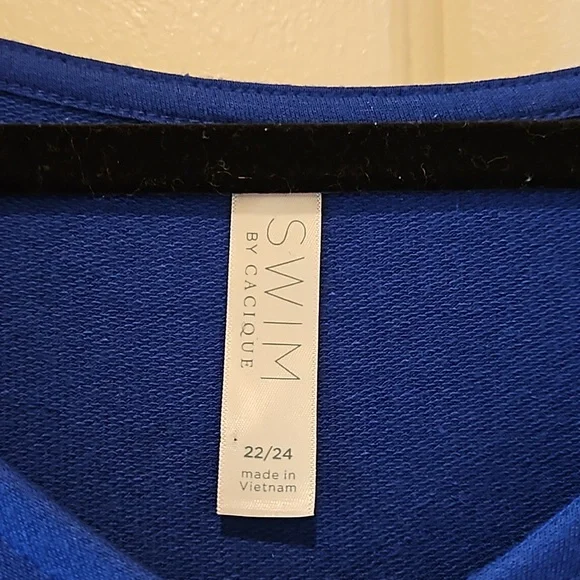 SWIM
BY CACIQUE
22/24
made in
Vietnam